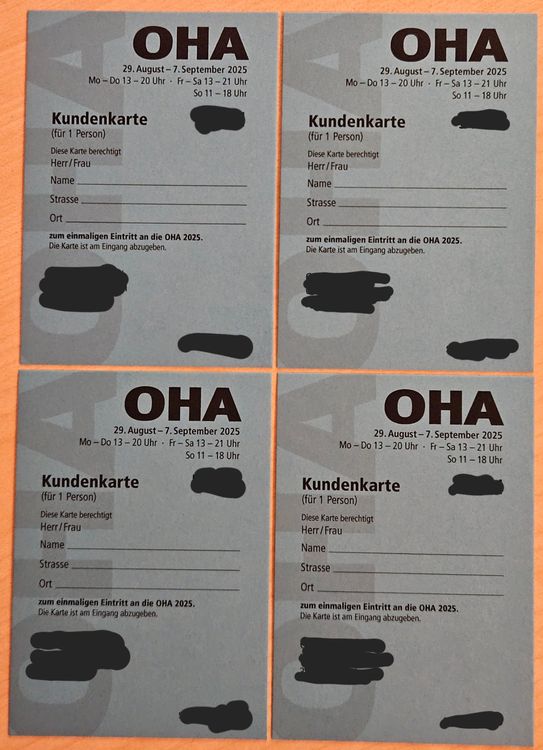 OHA
29. August – 7. September 2025
Mo – Do 13 – 20 Uhr · Fr – Sa 13 – 21 Uhr
So 11 – 18 Uhr
Kundenkarte
(für 1 Person)
Diese Karte berechtigt
Herr/Frau
Name
Strasse
Ort
zum einmaligen Eintritt an die OHA 2025.
Die Karte ist am Eingang abzugeben.
OHA
29. August – 7. September 2025
Mo – Do 13 – 20 Uhr · Fr – Sa 13 – 21 Uhr
So 11 – 18 Uhr
Kundenkarte
(für 1 Person)
Diese Karte berechtigt
Herr/Frau
Name
Strasse
Ort
zum einmaligen Eintritt an die OHA 2025.
Die Karte ist am Eingang abzugeben.
OHA
29. August – 7. September 2025
Mo – Do 13 – 20 Uhr · Fr – Sa 13 – 21 Uhr
So 11 – 18 Uhr
Kundenkarte
(für 1 Person)
Diese Karte berechtigt
Herr/Frau
Name
Strasse
Ort
zum einmaligen Eintritt an die OHA 2025.
Die Karte ist am Eingang abzugeben.
OHA
29. August – 7. September 2025
Mo – Do 13 – 20 Uhr · Fr – Sa 13 – 21 Uhr
So 11 – 18 Uhr
Kundenkarte
(für 1 Person)
Diese Karte berechtigt
Herr/Frau
Name
Strasse
Ort
zum einmaligen Eintritt an die OHA 2025.
Die Karte ist am Eingang abzugeben.